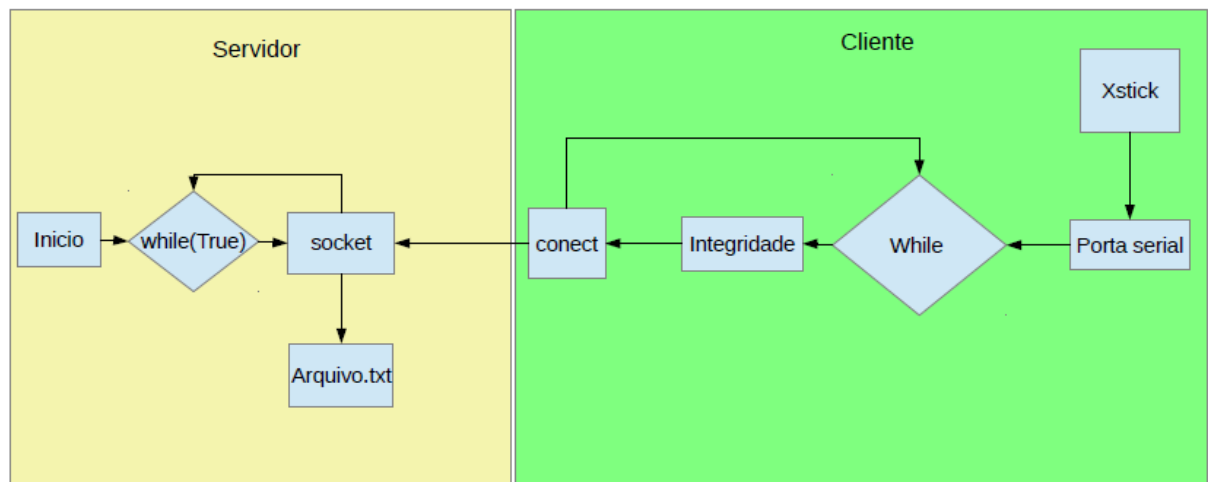 Servidor
Inicio
while(True)
socket
Arquivo.txt
Cliente
Xstick
conect
Integridade
While
Porta serial